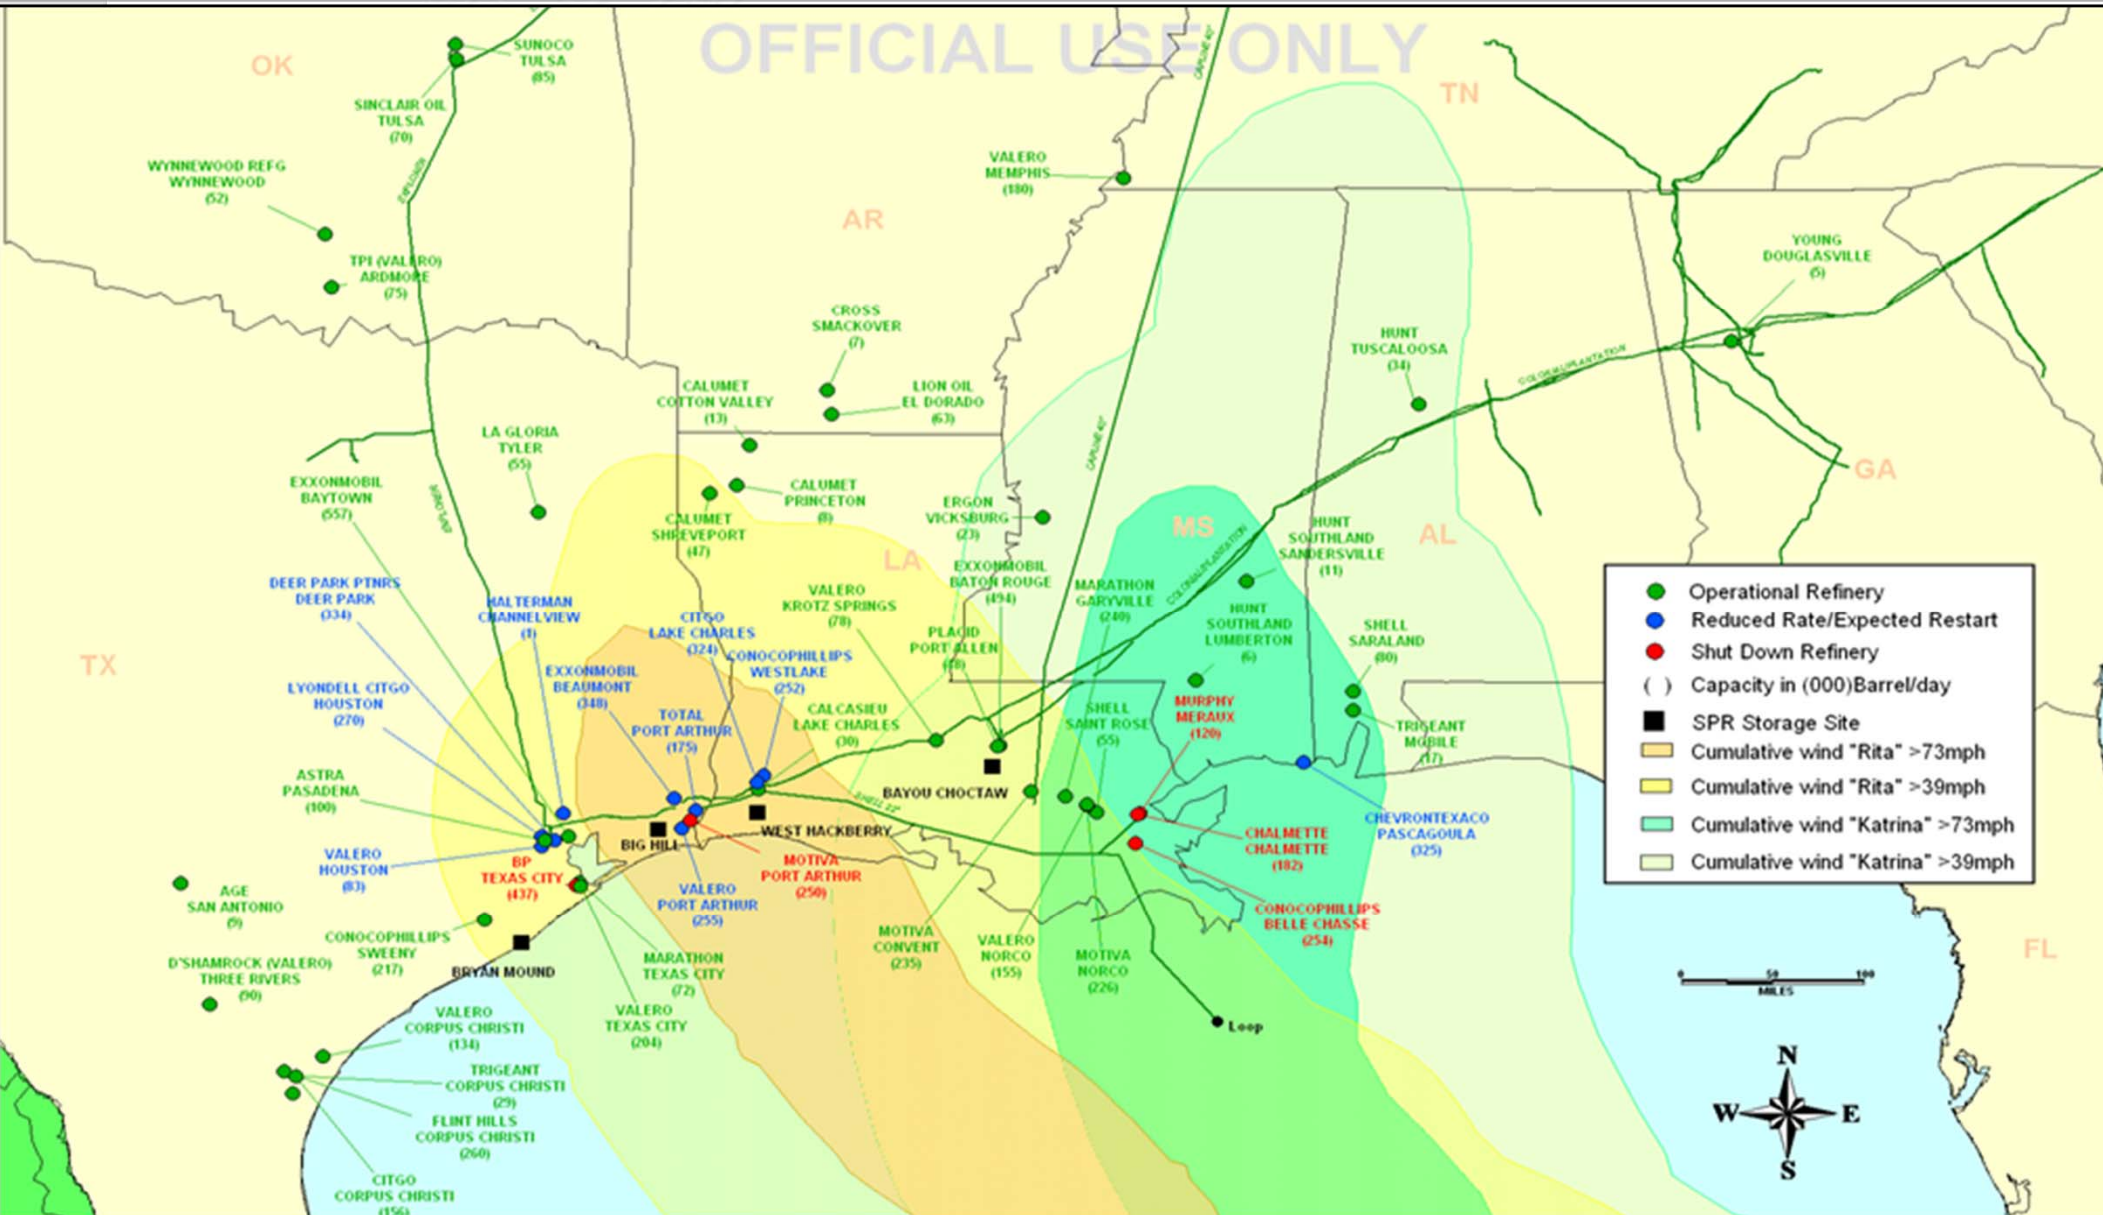 OFFICIAL USE ONLY
OK
SUNOCO
TULSA
(85)
SINCLAIR OIL
TULSA
(70)
EXPLORER
WYNNEWOOD REFG
WYNNEWOOD
(52)
TPI (VALERO)
ARDMORE
(75)
AR
VALERO
MEMPHIS
(180)
CAPLINE 40"
TN
YOUNG
DOUGLASVILLE
(5)
CROSS
SMACKOVER
(7)
HUNT
TUSCALOOSA
(34)
COLONIAL/PLANTATION
CALUMET
COTTON VALLEY
(13)
LION OIL
EL DORADO
(63)
LA GLORIA
TYLER
(55)
CAPLINE 40"
GA
EXXONMOBIL
BAYTOWN
(557)
EXPLORER
CALUMET
PRINCETON
(8)
CALUMET
SHREVEPORT
(47)
ERGON
VICKSBURG
(23)
MS
HUNT
SOUTHLAND
SANDERSVILLE
(11)
AL
LA
COLONIAL/PLANTATION
DEER PARK PTNRS
DEER PARK
(334)
HALTERMAN
CHANNELVIEW
(1)
CITGO
LAKE CHARLES
(324)
VALERO
KROTZ SPRINGS
(78)
EXXONMOBIL
BATON ROUGE
(494)
MARATHON
GARYVILLE
(240)
HUNT
SOUTHLAND
LUMBERTON
(6)
SHELL
SARALAND
(80)
PLACID
PORT ALLEN
(48)
TX
EXXONMOBIL
BEAUMONT
(348)
CONOCOPHILLIPS
WESTLAKE
(252)
LYONDELL CITGO
HOUSTON
(270)
TOTAL
PORT ARTHUR
(175)
CALCASIEU
LAKE CHARLES
(30)
SHELL
SAINT ROSE
(55)
MURPHY
MERAUX
(120)
TRIGEANT
MOBILE
(17)
ASTRA
PASADENA
(100)
BAYOU CHOCTAW
SHELL 22"
WEST HACKBERRY
BIG HILL
CHEVRONTEXACO
PASCAGOULA
(325)
CHALMETTE
CHALMETTE
(182)
VALERO
HOUSTON
(83)
BP
TEXAS CITY
(437)
MOTIVA
PORT ARTHUR
(250)
VALERO
PORT ARTHUR
(255)
CONOCOPHILLIPS
BELLE CHASSE
(254)
AGE
SAN ANTONIO
(9)
CONOCOPHILLIPS
SWEENY
(217)
MOTIVA
CONVENT
(235)
VALERO
NORCO
(155)
MOTIVA
NORCO
(226)
D'SHAMROCK (VALERO)
THREE RIVERS
(90)
BRYAN MOUND
MARATHON
TEXAS CITY
(72)
VALERO
TEXAS CITY
(204)
Loop
VALERO
CORPUS CHRISTI
(134)
TRIGEANT
CORPUS CHRISTI
(29)
FLINT HILLS
CORPUS CHRISTI
(260)
CITGO
CORPUS CHRISTI
(156)
Operational Refinery
Reduced Rate/Expected Restart
Shut Down Refinery
( ) Capacity in (000)Barrel/day
SPR Storage Site
Cumulative wind "Rita" >73mph
Cumulative wind "Rita" >39mph
Cumulative wind "Katrina" >73mph
Cumulative wind "Katrina" >39mph
FL
0 50 100
MILES
N
W E
S